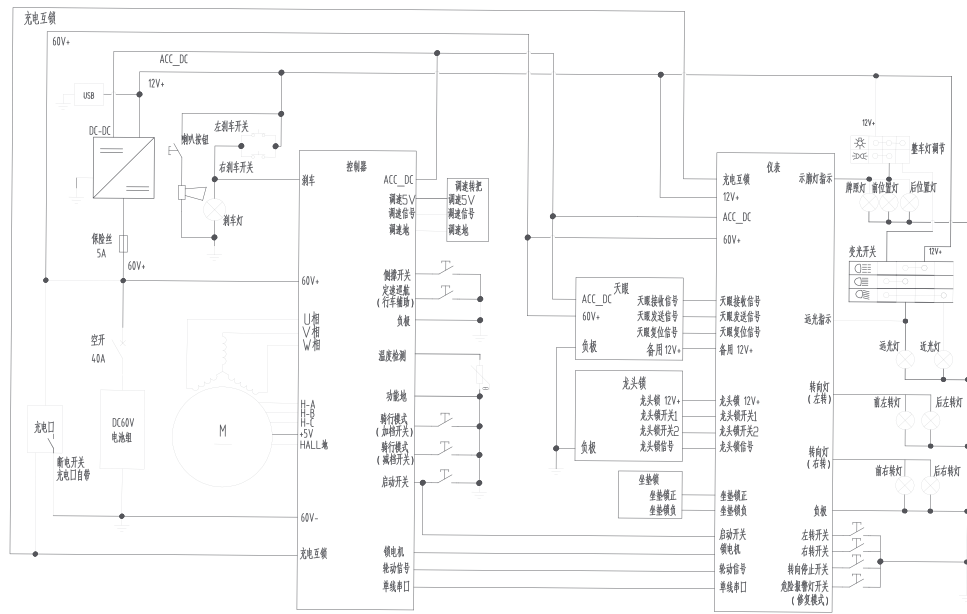 充电互锁
60V+
ACC_DC
12V+
USB
DC-DC
喇叭按钮
左刹车开关
右刹车开关
刹车灯
保险丝
5A
60V+
空开
40A
DC60V
电池组
充电口
断电开关
充电口自带
M
控制器
刹车
60V+
U相
V相
W相
H-A
H-B
H-C
+5V
HALL地
60V-
充电互锁
ACC_DC
调速5V
调速信号
调速地
侧撑开关
定速巡航
(行车辅助)
负极
温度检测
功能地
骑行模式
(加档开关)
骑行模式
(减档开关)
启动开关
锁电机
轮动信号
单线串口
调速转把
调速5V
调速信号
调速地
天眼
ACC_DC
60V+
负极
天眼接收信号
天眼发送信号
天眼复位信号
备用 12V+
龙头锁
龙头锁 12V+
龙头锁开关1
龙头锁开关2
龙头锁信号
负极
坐垫锁
坐垫锁正
坐垫锁负
仪表
充电互锁
12V+
ACC_DC
60V+
天眼接收信号
天眼发送信号
天眼复位信号
备用 12V+
龙头锁 12V+
龙头锁开关1
龙头锁开关2
龙头锁信号
坐垫锁正
坐垫锁负
启动开关
锁电机
轮动信号
单线串口
示廓灯指示
远光指示
转向灯
(左转)
转向灯
(右转)
负极
左转开关
右转开关
转向停止开关
危险报警灯开关
(修复模式)
12V+
整车灯调节
牌照灯
前位置灯
后位置灯
变光开关
12V+
远光灯
近光灯
前左转灯
后左转灯
前右转灯
后右转灯